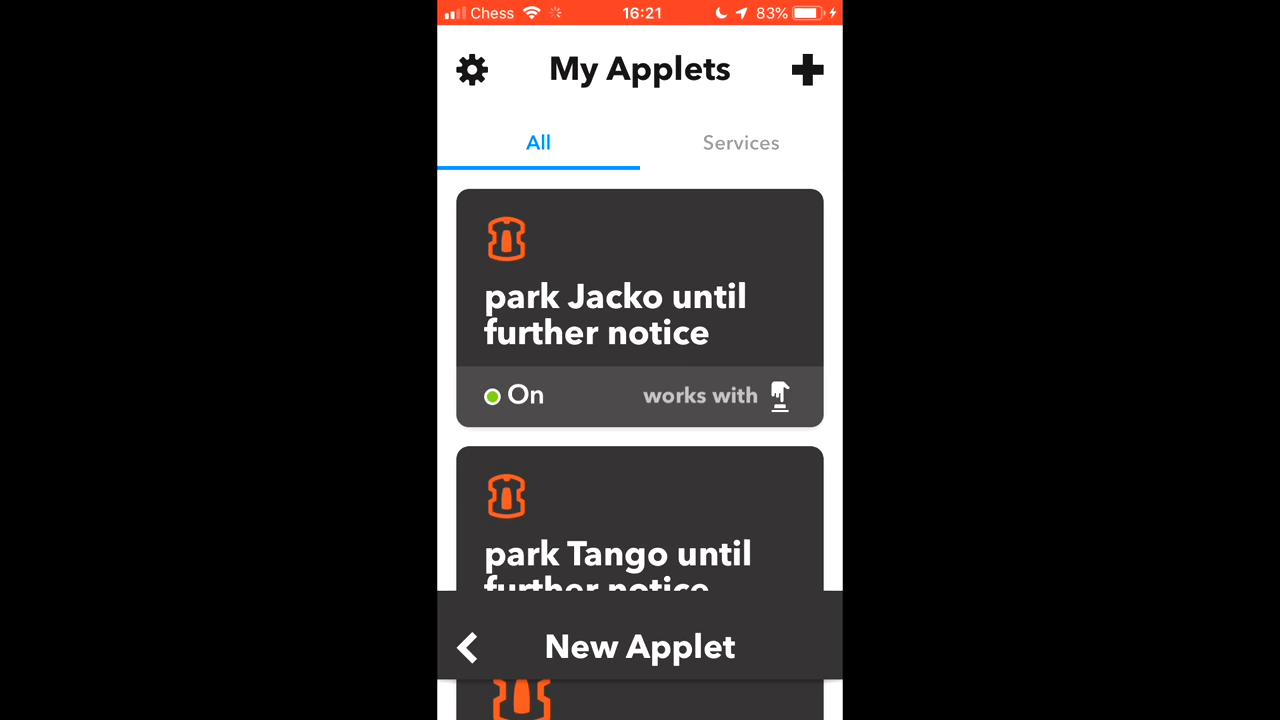 Chess 16:21 83%
My Applets
All Services
park Jacko until
further notice
On works with
park Tango until
further notice
New Applet